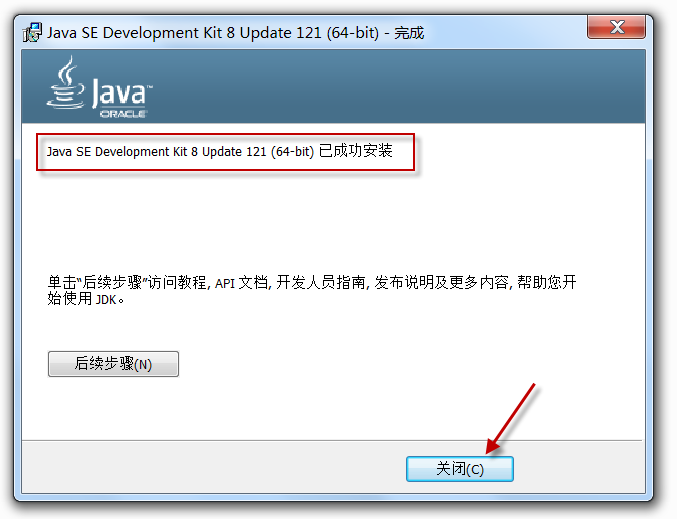 Java SE Development Kit 8 Update 121 (64-bit) - 完成
Java™
ORACLE
Java SE Development Kit 8 Update 121 (64-bit) 已成功安装
单击“后续步骤”访问教程, API 文档, 开发人员指南, 发布说明及更多内容, 帮助您开
始使用 JDK。
后续步骤(N)
关闭(C)